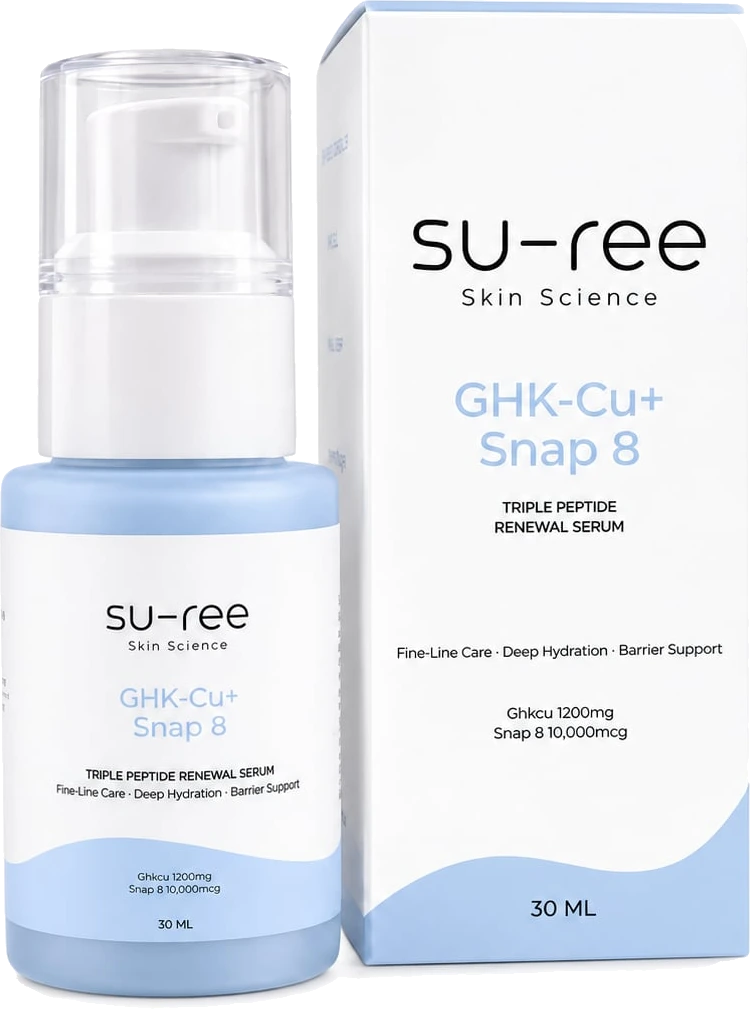 su-ree
Skin Science
GHK-Cu+
Snap 8
TRIPLE PEPTIDE RENEWAL SERUM
Fine-Line Care · Deep Hydration · Barrier Support
Ghkcu 1200mg
Snap 8 10,000mcg
30 ML
su-ree
Skin Science
GHK-Cu+
Snap 8
TRIPLE PEPTIDE
RENEWAL SERUM
Fine-Line Care · Deep Hydration · Barrier Support
Ghkcu 1200mg
Snap 8 10,000mcg
30 ML